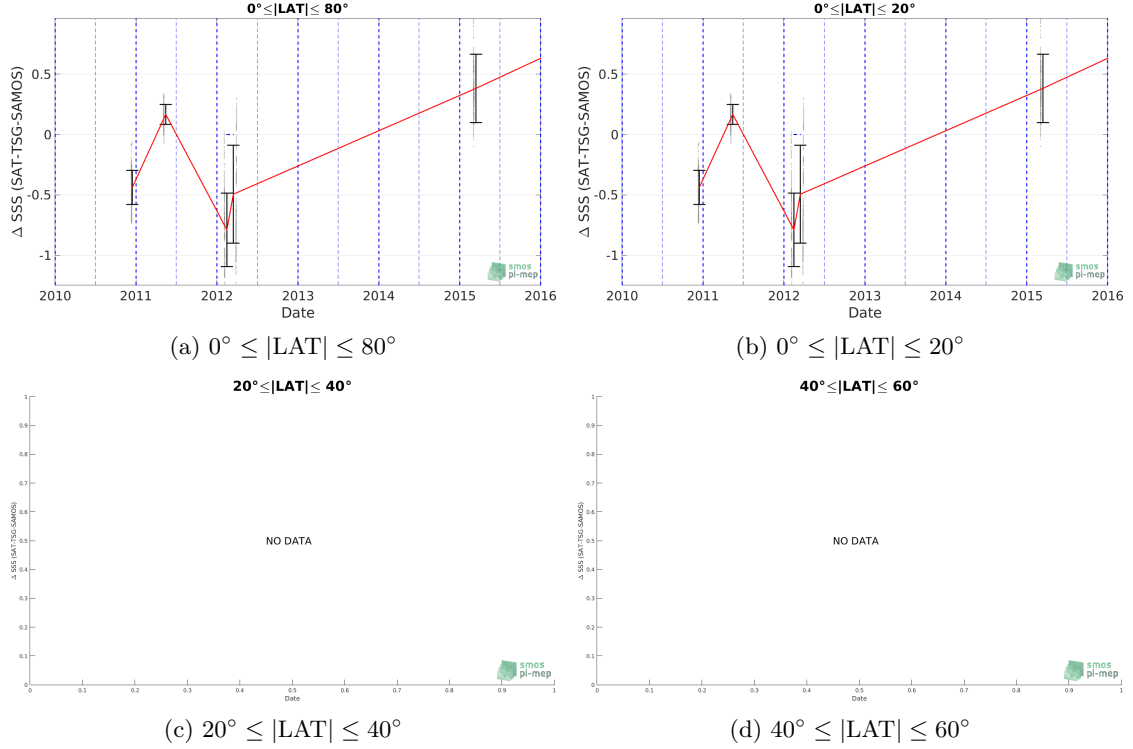 0°≤|LAT|≤ 80°
Δ SSS (SAT-TSG-SAMOS)
0.5
0
-0.5
-1
2010 2011 2012 2013 2014 2015 2016
Date
smos
pi-mep
(a) 0° ≤ |LAT| ≤ 80°
0°≤|LAT|≤ 20°
Δ SSS (SAT-TSG-SAMOS)
0.5
0
-0.5
-1
2010 2011 2012 2013 2014 2015 2016
Date
smos
pi-mep
(b) 0° ≤ |LAT| ≤ 20°
20°≤|LAT|≤ 40°
Δ SSS (SAT-TSG-SAMOS)
1
0.9
0.8
0.7
0.6
0.5
0.4
0.3
0.2
0.1
0
NO DATA
0 0.1 0.2 0.3 0.4 0.5 0.6 0.7 0.8 0.9 1
Date
smos
pi-mep
(c) 20° ≤ |LAT| ≤ 40°
40°≤|LAT|≤ 60°
Δ SSS (SAT-TSG-SAMOS)
1
0.9
0.8
0.7
0.6
0.5
0.4
0.3
0.2
0.1
0
NO DATA
0 0.1 0.2 0.3 0.4 0.5 0.6 0.7 0.8 0.9 1
Date
smos
pi-mep
(d) 40° ≤ |LAT| ≤ 60°